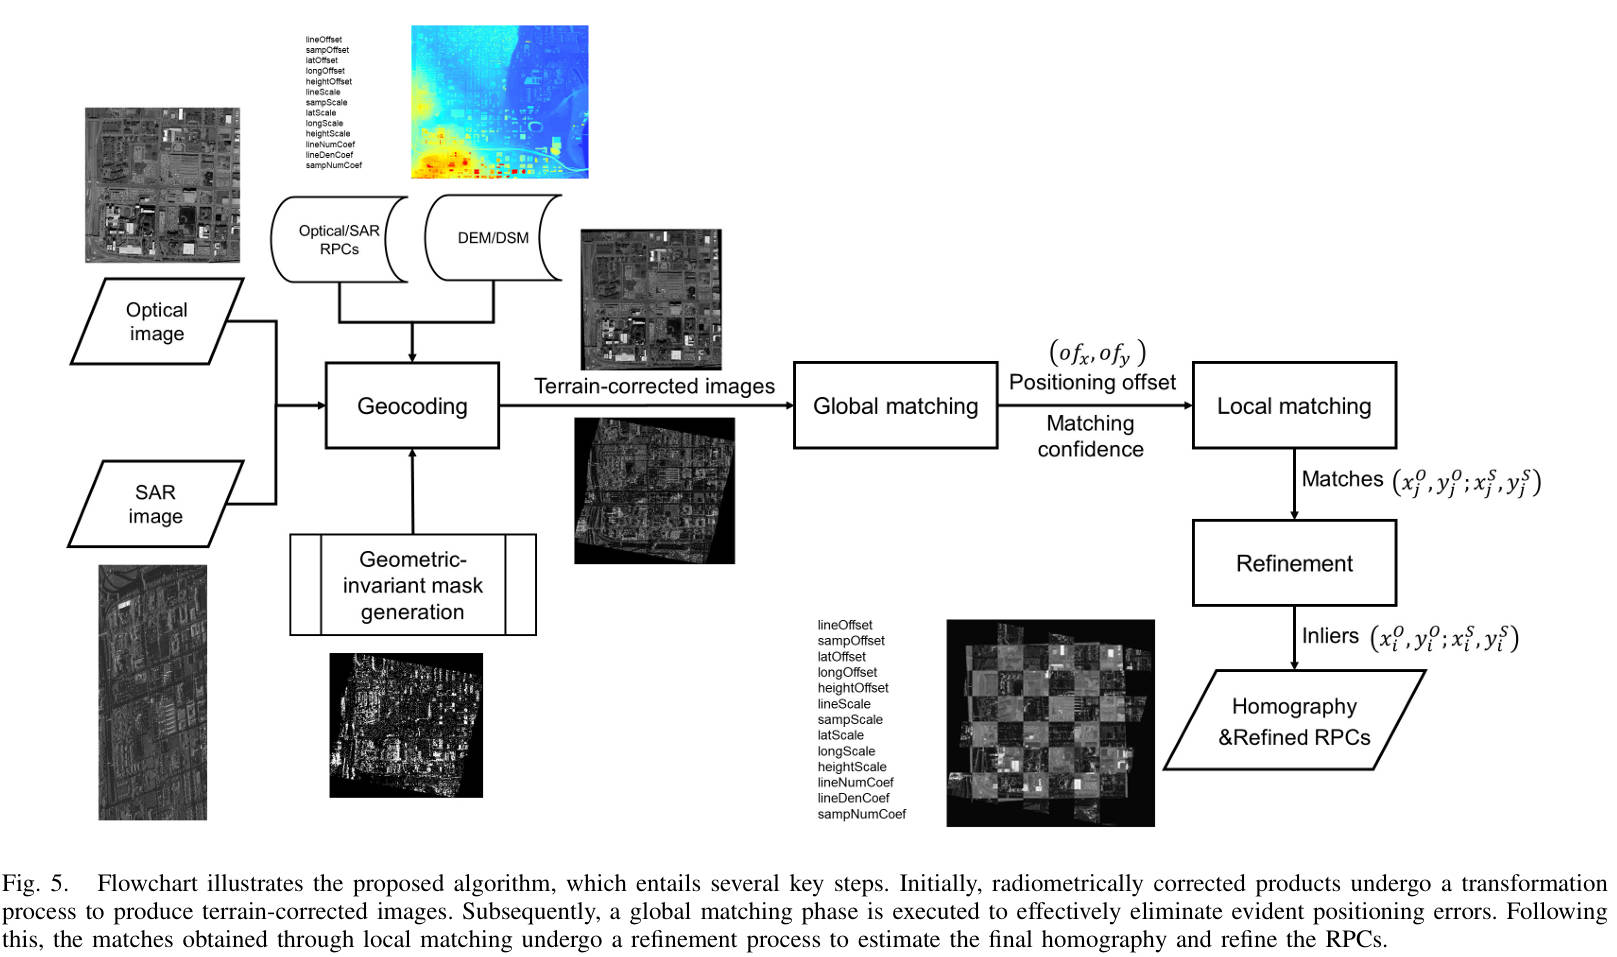 lineOffset
sampOffset
latOffset
longOffset
heightOffset
lineScale
sampScale
latScale
longScale
heightScale
lineNumCoef
lineDenCoef
sampNumCoef
Optical/SAR
RPCs
DEM/DSM
Optical
image
SAR
image
Geocoding
Geometric-
invariant mask
generation
Terrain-corrected images
Global matching
(of_x, of_y)
Positioning offset
Matching
confidence
Local matching
Matches (x_j^O, y_j^O; x_j^S, y_j^S)
Refinement
Inliers (x_i^O, y_i^O; x_i^S, y_i^S)
Homography
&Refined RPCs
lineOffset
sampOffset
latOffset
longOffset
heightOffset
lineScale
sampScale
latScale
longScale
heightScale
lineNumCoef
lineDenCoef
sampNumCoef
Fig. 5. Flowchart illustrates the proposed algorithm, which entails several key steps. Initially, radiometrically corrected products undergo a transformation
process to produce terrain-corrected images. Subsequently, a global matching phase is executed to effectively eliminate evident positioning errors. Following
this, the matches obtained through local matching undergo a refinement process to estimate the final homography and refine the RPCs.